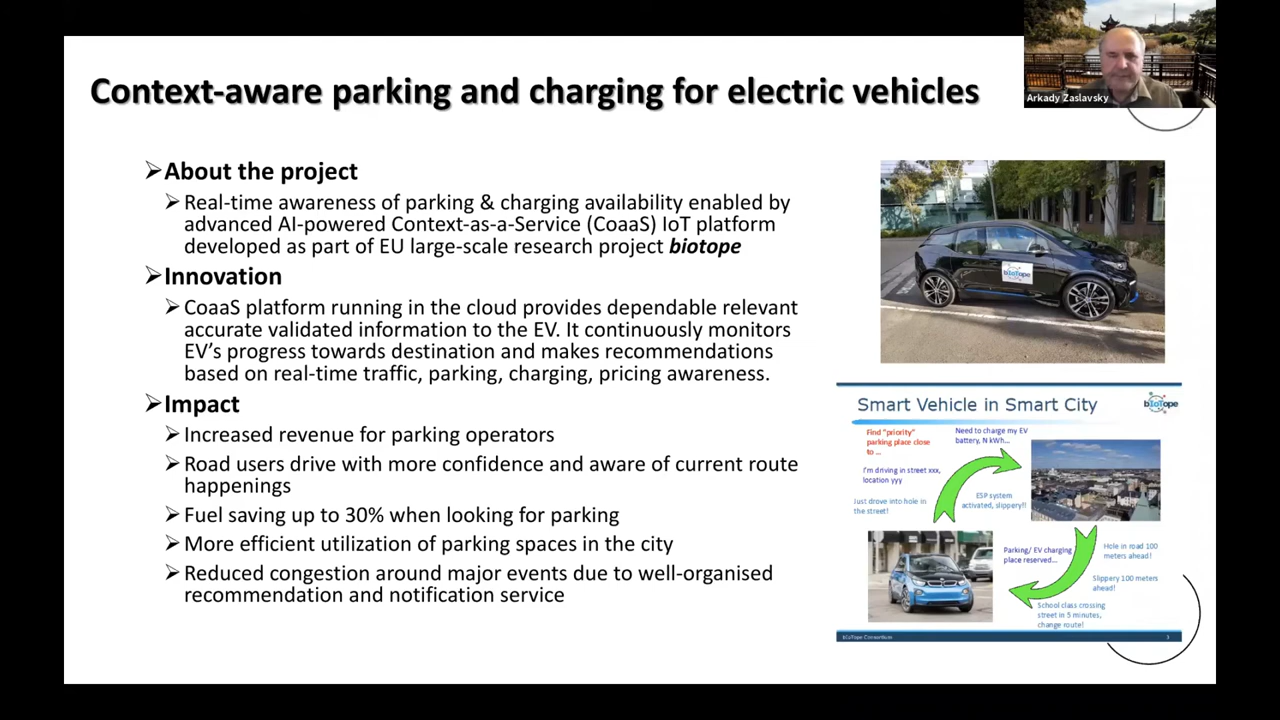 Context-aware parking and charging for electric vehicles
Arkady Zaslavsky
About the project
Real-time awareness of parking & charging availability enabled by
advanced AI-powered Context-as-a-Service (CoaaS) IoT platform
developed as part of EU large-scale research project biotope
Innovation
CoaaS platform running in the cloud provides dependable relevant
accurate validated information to the EV. It continuously monitors
EV's progress towards destination and makes recommendations
based on real-time traffic, parking, charging, pricing awareness.
Impact
Increased revenue for parking operators
Road users drive with more confidence and aware of current route
happenings
Fuel saving up to 30% when looking for parking
More efficient utilization of parking spaces in the city
Reduced congestion around major events due to well-organised
recommendation and notification service
bIoTope
Smart Vehicle in Smart City
bIoTope
Find "priority"
parking place close
to ...
Need to charge my EV
battery, N kWh...
I'm driving in street xxx,
location yyy
Just drove into hole in
the street!
ESP system
activated, slippery!!
Parking/ EV charging
place reserved...
Hole in road 100
meters ahead!
Slippery 100 meters
ahead!
School class crossing
street in 5 minutes,
change route!
bIoTope Consortium
3